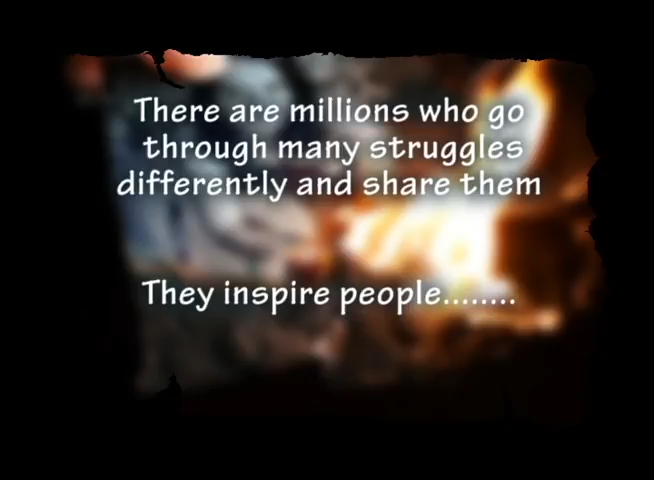 There are millions who go
through many struggles
differently and share them
They inspire people........